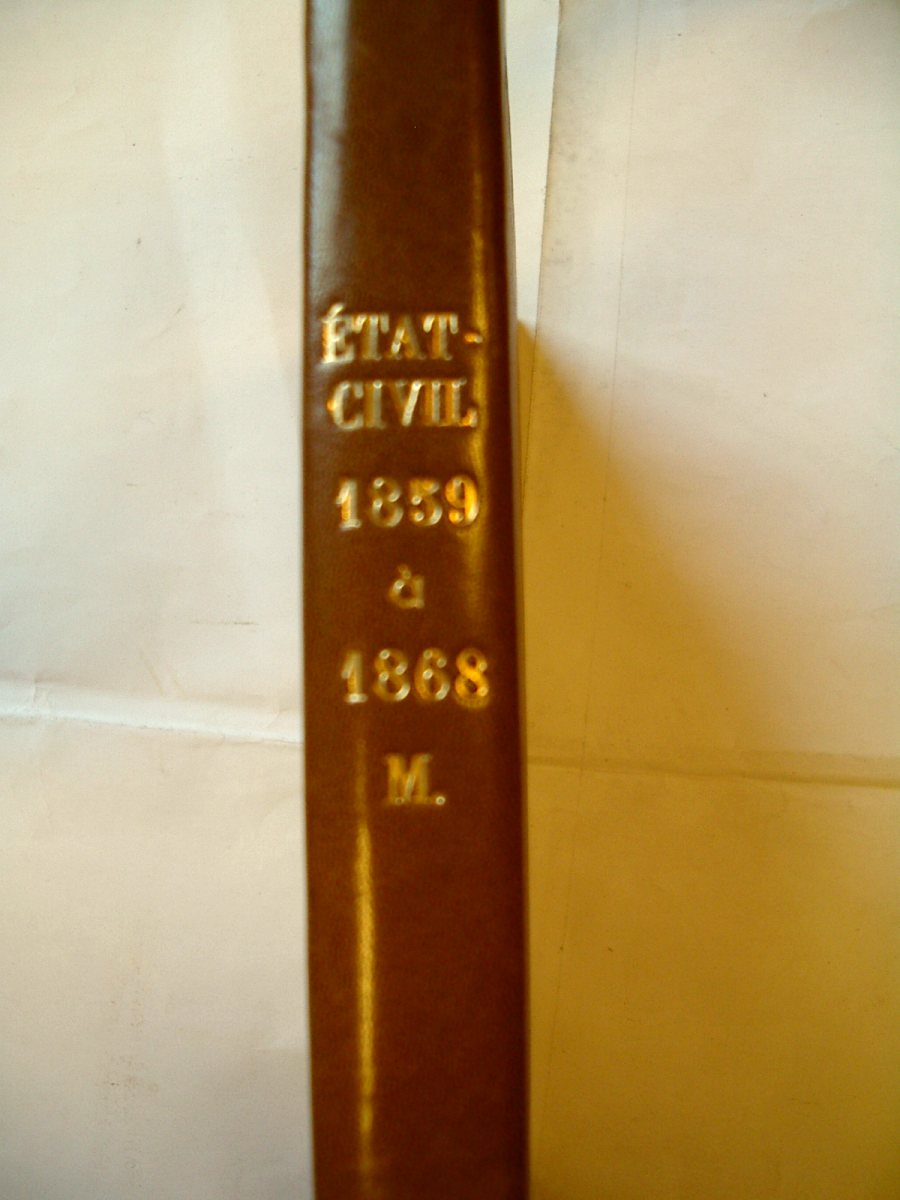 ÉTAT-
CIVIL
1859
à
1868
M.